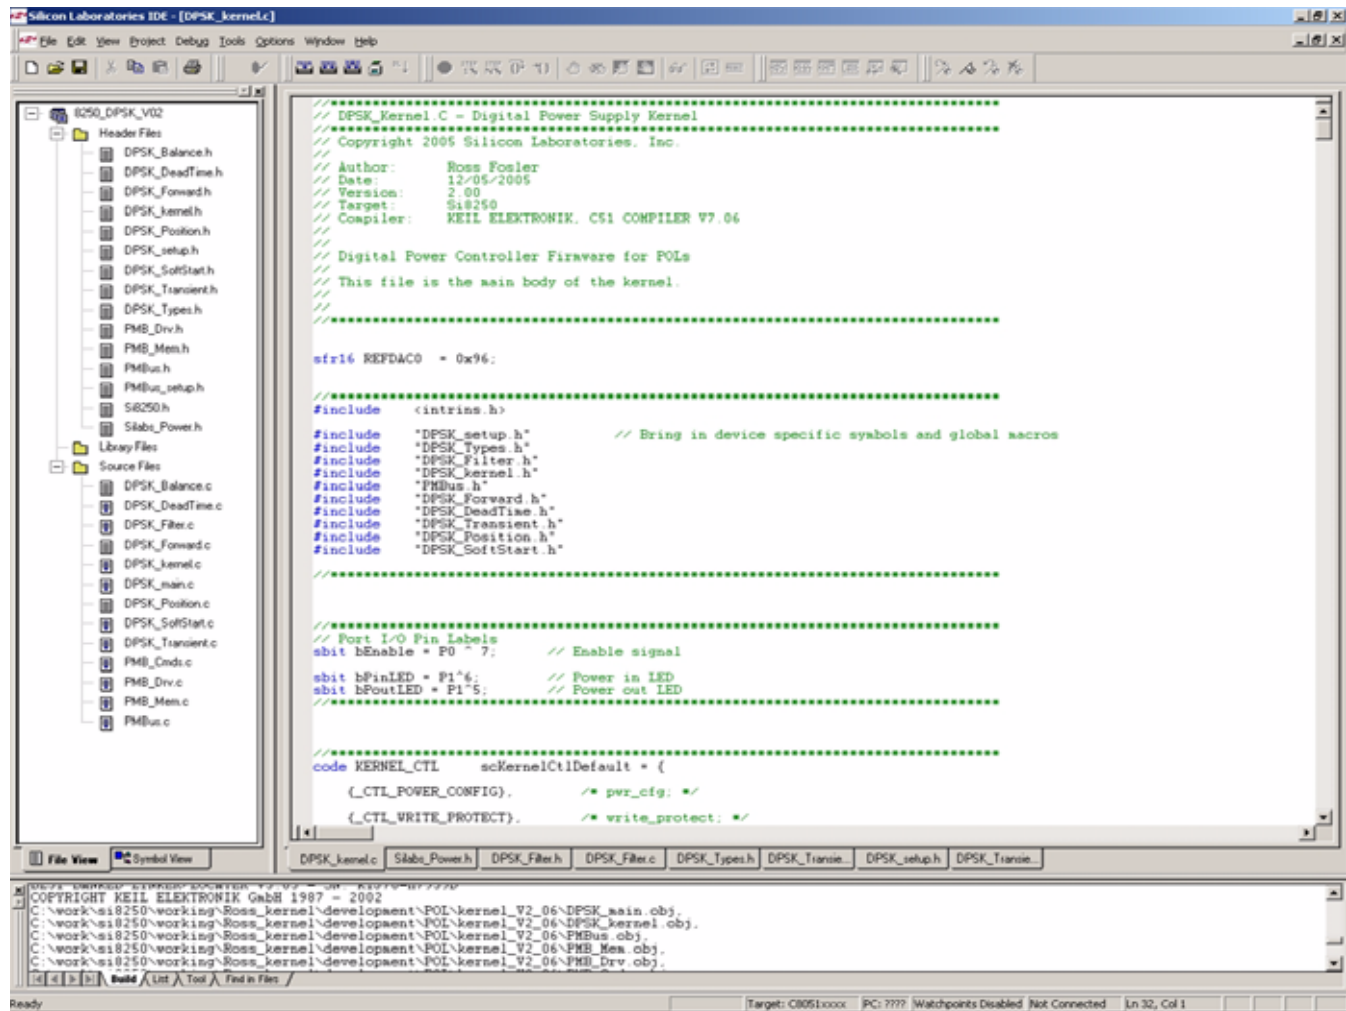 Silicon Laboratories IDE - [DPSK_kernel.c]
File Edit View Project Debug Tools Options Window Help
8250_DPSK_V02
Header Files
DPSK_Balance.h
DPSK_DeadTime.h
DPSK_Forward.h
DPSK_kernel.h
DPSK_Position.h
DPSK_setup.h
DPSK_SoftStart.h
DPSK_Transient.h
DPSK_Types.h
PMB_Drv.h
PMB_Mem.h
PMBus.h
PMBus_setup.h
Si8250.h
Silabs_Power.h
Library Files
Source Files
DPSK_Balance.c
DPSK_DeadTime.c
DPSK_Filter.c
DPSK_Forward.c
DPSK_kernel.c
DPSK_main.c
DPSK_Position.c
DPSK_SoftStart.c
DPSK_Transient.c
PMB_Cmds.c
PMB_Drv.c
PMB_Mem.c
PMBus.c
File View Symbol View
// DPSK_Kernel.C - Digital Power Supply Kernel
// Copyright 2005 Silicon Laboratories, Inc.
//
// Author: Ross Fosler
// Date: 12/05/2005
// Version: 2.00
// Target: Si8250
// Compiler: KEIL ELEKTRONIK, C51 COMPILER V7.06
//
//
// Digital Power Controller Firmware for POLs
//
// This file is the main body of the kernel.
//
//
sfr16 REFDAC0 = 0x96;
#include <intrins.h>
#include "DPSK_setup.h" // Bring in device specific symbols and global macros
#include "DPSK_Types.h"
#include "DPSK_Filter.h"
#include "DPSK_kernel.h"
#include "PMBus.h"
#include "DPSK_Forward.h"
#include "DPSK_DeadTime.h"
#include "DPSK_Transient.h"
#include "DPSK_Position.h"
#include "DPSK_SoftStart.h"
// Port I/O Pin Labels
sbit bEnable = P0 ^ 7; // Enable signal
sbit bPinLED = P1^6; // Power in LED
sbit bPoutLED = P1^5; // Power out LED
code KERNEL_CTL scKernelCtlDefault = {
{_CTL_POWER_CONFIG}, /* pwr_cfg; */
{_CTL_WRITE_PROTECT}, /* write_protect; */
DPSK_kernel.c Silabs_Power.h DPSK_Filter.h DPSK_Filter.c DPSK_Types.h DPSK_Transie... DPSK_setup.h DPSK_Transie...
COPYRIGHT KEIL ELEKTRONIK GmbH 1987 - 2002
C:\work\si8250\working\Ross_kernel\development\POL\kernel_V2_06\DPSK_main.obj,
C:\work\si8250\working\Ross_kernel\development\POL\kernel_V2_06\DPSK_kernel.obj,
C:\work\si8250\working\Ross_kernel\development\POL\kernel_V2_06\PMBus.obj,
C:\work\si8250\working\Ross_kernel\development\POL\kernel_V2_06\PMB_Mem.obj,
C:\work\si8250\working\Ross_kernel\development\POL\kernel_V2_06\PMB_Drv.obj,
Build List Tool Find in Files
Ready Target: C8051xxxx PC: ???? Watchpoints Disabled Not Connected Ln 32, Col 1